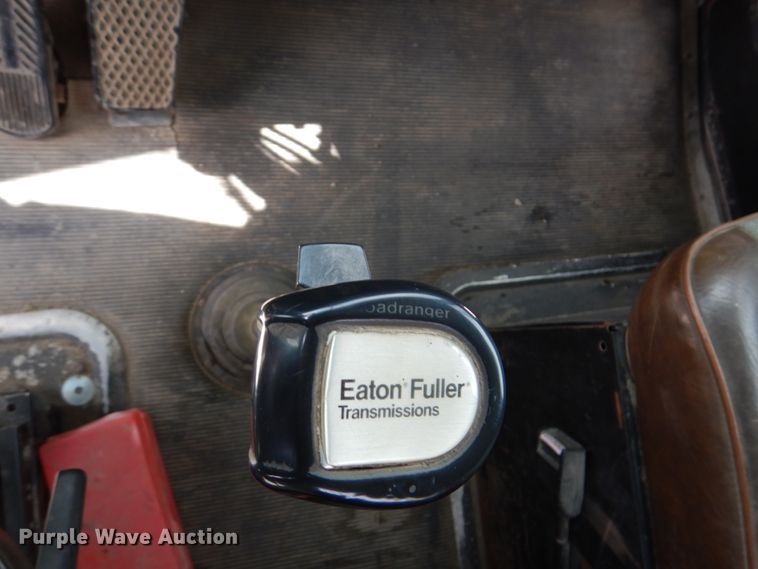 oadranger
Eaton® Fuller®
Transmissions
Purple Wave Auction